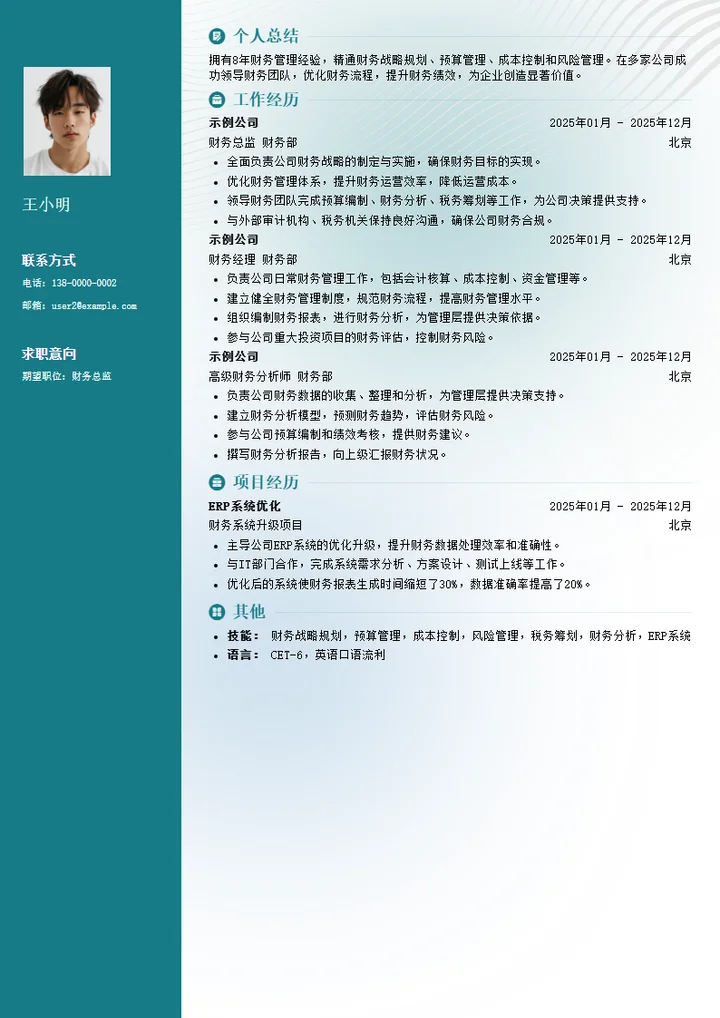 王小明
联系方式
电话：138-0000-0002
邮箱：user2@example.com
求职意向
期望职位：财务总监
个人总结
拥有8年财务管理经验，精通财务战略规划、预算管理、成本控制和风险管理。在多家公司成
功领导财务团队，优化财务流程，提升财务绩效，为企业创造显著价值。
工作经历
示例公司 2025年01月 - 2025年12月
财务总监 财务部 北京
• 全面负责公司财务战略的制定与实施，确保财务目标的实现。
• 优化财务管理体系，提升财务运营效率，降低运营成本。
• 领导财务团队完成预算编制、财务分析、税务筹划等工作，为公司决策提供支持。
• 与外部审计机构、税务机关保持良好沟通，确保公司财务合规。
示例公司 2025年01月 - 2025年12月
财务经理 财务部 北京
• 负责公司日常财务管理工作，包括会计核算、成本控制、资金管理等。
• 建立健全财务管理制度，规范财务流程，提高财务管理水平。
• 组织编制财务报表，进行财务分析，为管理层提供决策依据。
• 参与公司重大投资项目的财务评估，控制财务风险。
示例公司 2025年01月 - 2025年12月
高级财务分析师 财务部 北京
• 负责公司财务数据的收集、整理和分析，为管理层提供决策支持。
• 建立财务分析模型，预测财务趋势，评估财务风险。
• 参与公司预算编制和绩效考核，提供财务建议。
• 撰写财务分析报告，向上级汇报财务状况。
项目经历
ERP系统优化 2025年01月 - 2025年12月
财务系统升级项目 北京
• 主导公司ERP系统的优化升级，提升财务数据处理效率和准确性。
• 与IT部门合作，完成系统需求分析、方案设计、测试上线等工作。
• 优化后的系统使财务报表生成时间缩短了30%，数据准确率提高了20%。
其他
• 技能： 财务战略规划，预算管理，成本控制，风险管理，税务筹划，财务分析，ERP系统
• 语言： CET-6，英语口语流利